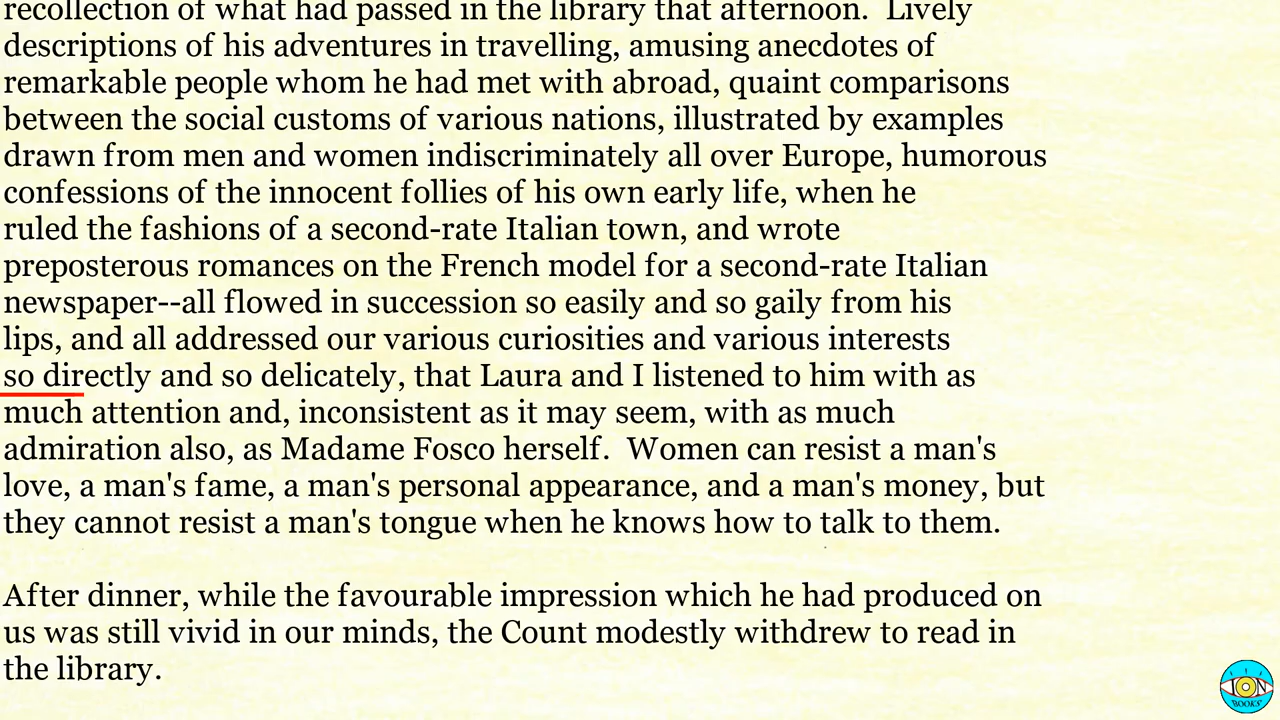 recollection of what had passed in the library that afternoon.  Lively
descriptions of his adventures in travelling, amusing anecdotes of
remarkable people whom he had met with abroad, quaint comparisons
between the social customs of various nations, illustrated by examples
drawn from men and women indiscriminately all over Europe, humorous
confessions of the innocent follies of his own early life, when he
ruled the fashions of a second-rate Italian town, and wrote
preposterous romances on the French model for a second-rate Italian
newspaper--all flowed in succession so easily and so gaily from his
lips, and all addressed our various curiosities and various interests
so directly and so delicately, that Laura and I listened to him with as
much attention and, inconsistent as it may seem, with as much
admiration also, as Madame Fosco herself.  Women can resist a man's
love, a man's fame, a man's personal appearance, and a man's money, but
they cannot resist a man's tongue when he knows how to talk to them.
After dinner, while the favourable impression which he had produced on
us was still vivid in our minds, the Count modestly withdrew to read in
the library.
ION
BOOKS